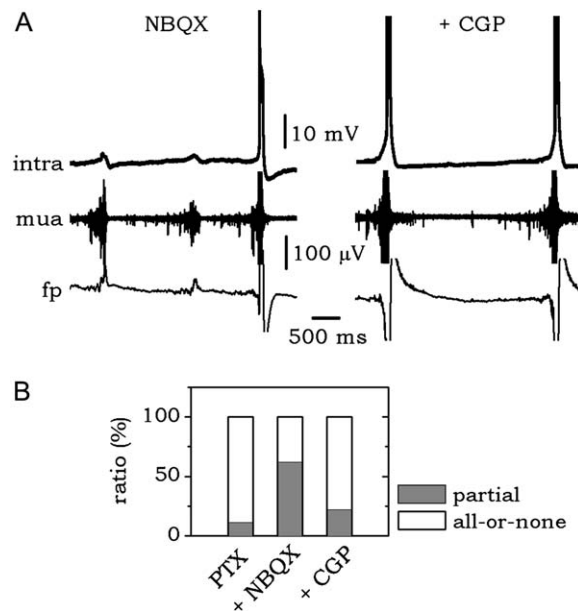 A
NBQX
+ CGP
10 mV
intra
mua
100 μV
fp
500 ms
B
100
50
0
ratio (%)
partial
all-or-none
PTX
+ NBQX
+ CGP